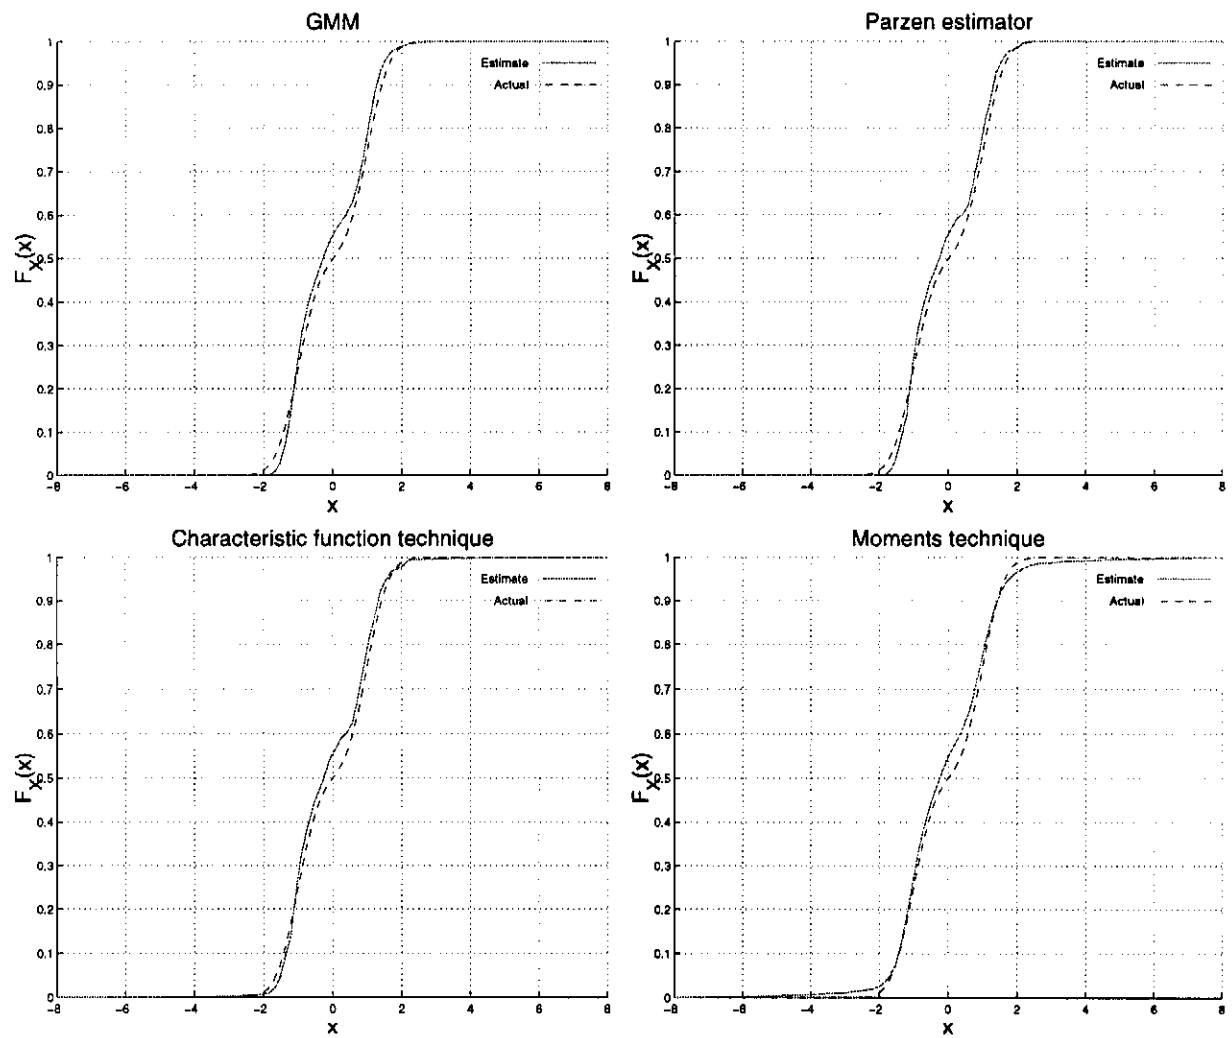 GMM
Estimate
Actual
1
0.9
0.8
0.7
0.6
0.5
0.4
0.3
0.2
0.1
0
F_X(x)
-8 -6 -4 -2 0 2 4 6 8
x
Parzen estimator
Estimate
Actual
1
0.9
0.8
0.7
0.6
0.5
0.4
0.3
0.2
0.1
0
F_X(x)
-8 -6 -4 -2 0 2 4 6 8
x
Characteristic function technique
Estimate
Actual
1
0.9
0.8
0.7
0.6
0.5
0.4
0.3
0.2
0.1
0
F_X(x)
-8 -6 -4 -2 0 2 4 6 8
x
Moments technique
Estimate
Actual
1
0.9
0.8
0.7
0.6
0.5
0.4
0.3
0.2
0.1
0
F_X(x)
-8 -6 -4 -2 0 2 4 6 8
x